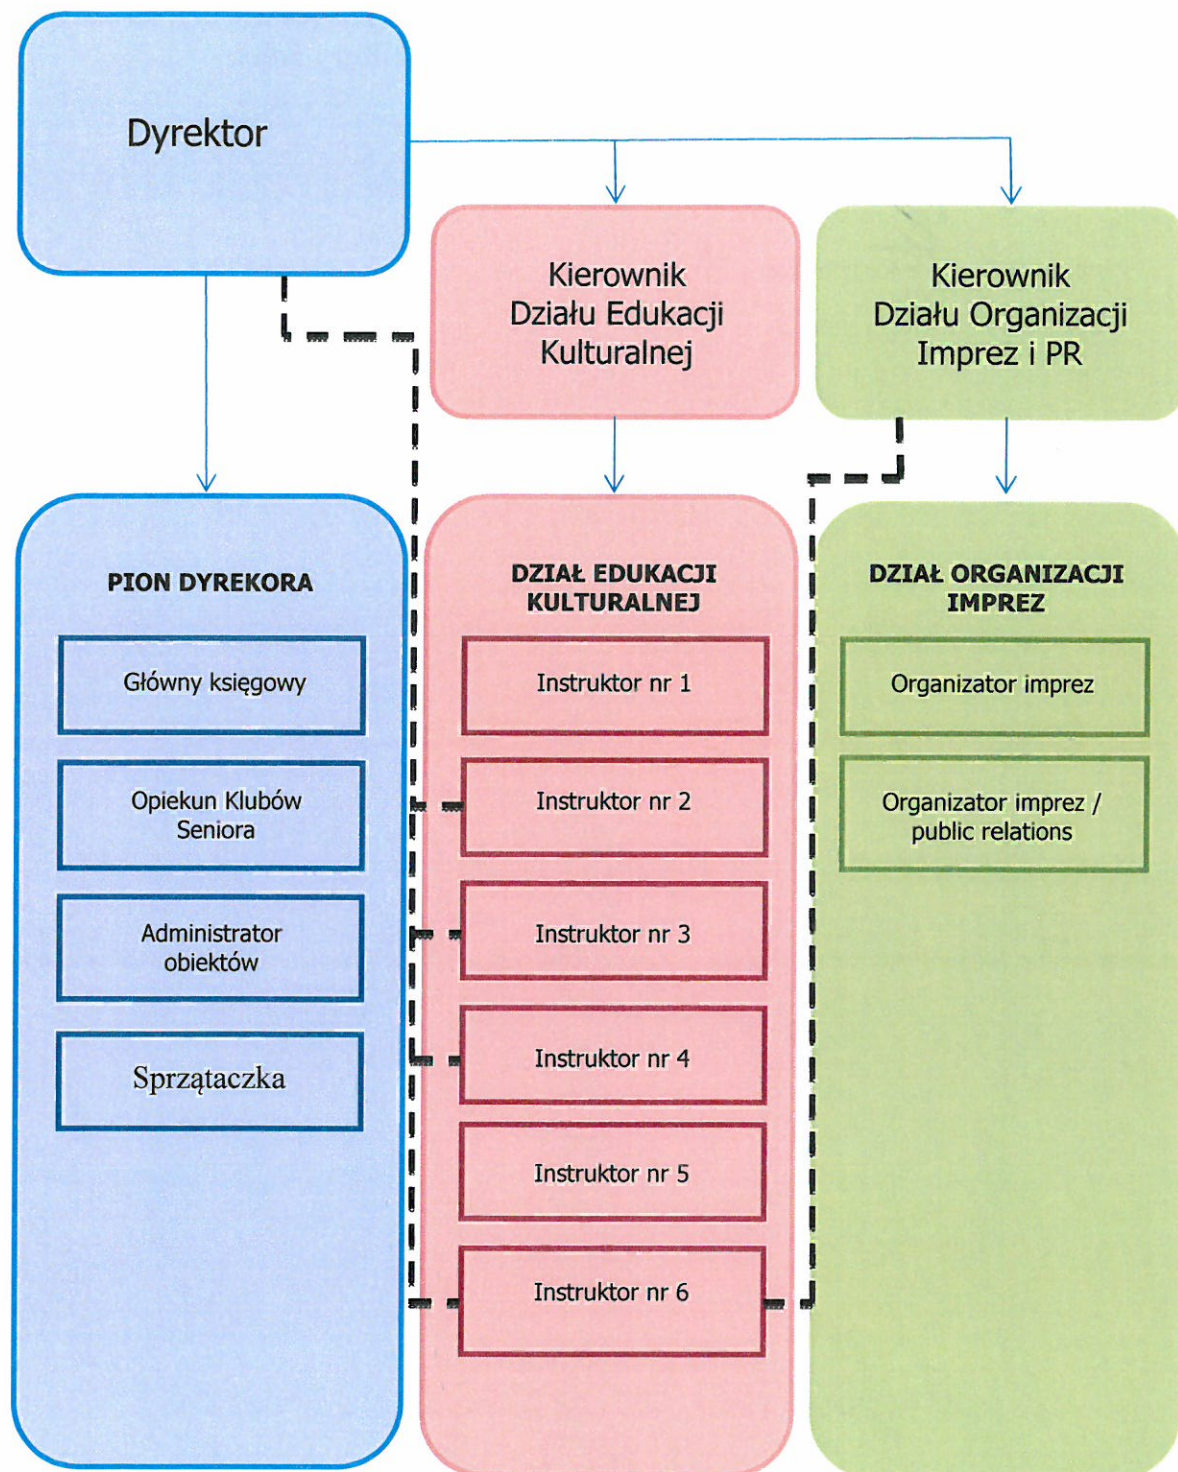 Dyrektor
Kierownik
Działu Edukacji
Kulturalnej
Kierownik
Działu Organizacji
Imprez i PR
PION DYREKORA
Główny księgowy
Opiekun Klubów
Seniora
Administrator
obiektów
Sprzątaczka
DZIAŁ EDUKACJI
KULTURALNEJ
Instruktor nr 1
Instruktor nr 2
Instruktor nr 3
Instruktor nr 4
Instruktor nr 5
Instruktor nr 6
DZIAŁ ORGANIZACJI
IMPREZ
Organizator imprez
Organizator imprez /
public relations